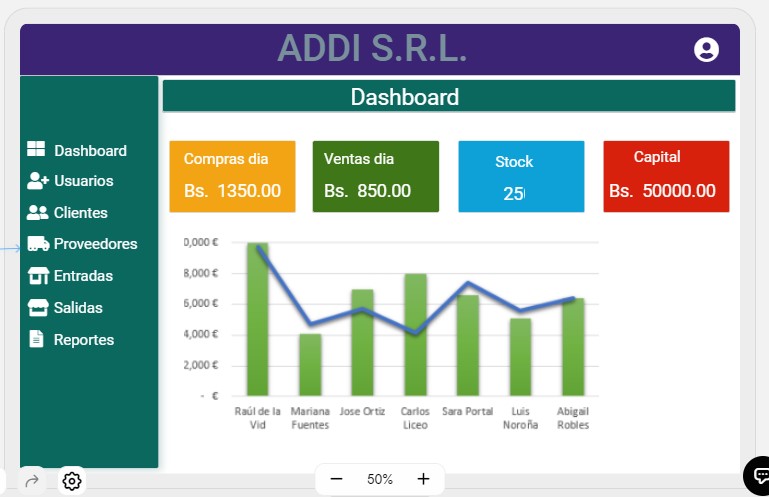 ADDI S.R.L.
Dashboard
Dashboard
Usuarios
Clientes
Proveedores
Entradas
Salidas
Reportes
Compras dia
Bs. 1350.00
Ventas dia
Bs. 850.00
Stock
25
Capital
Bs. 50000.00
0,000 €
8,000 €
6,000 €
4,000 €
2,000 €
- €
Raúl de la
Vid
Mariana
Fuentes
Jose Ortiz
Carlos
Liceo
Sara Portal
Luis
Noroña
Abigail
Robles
50%